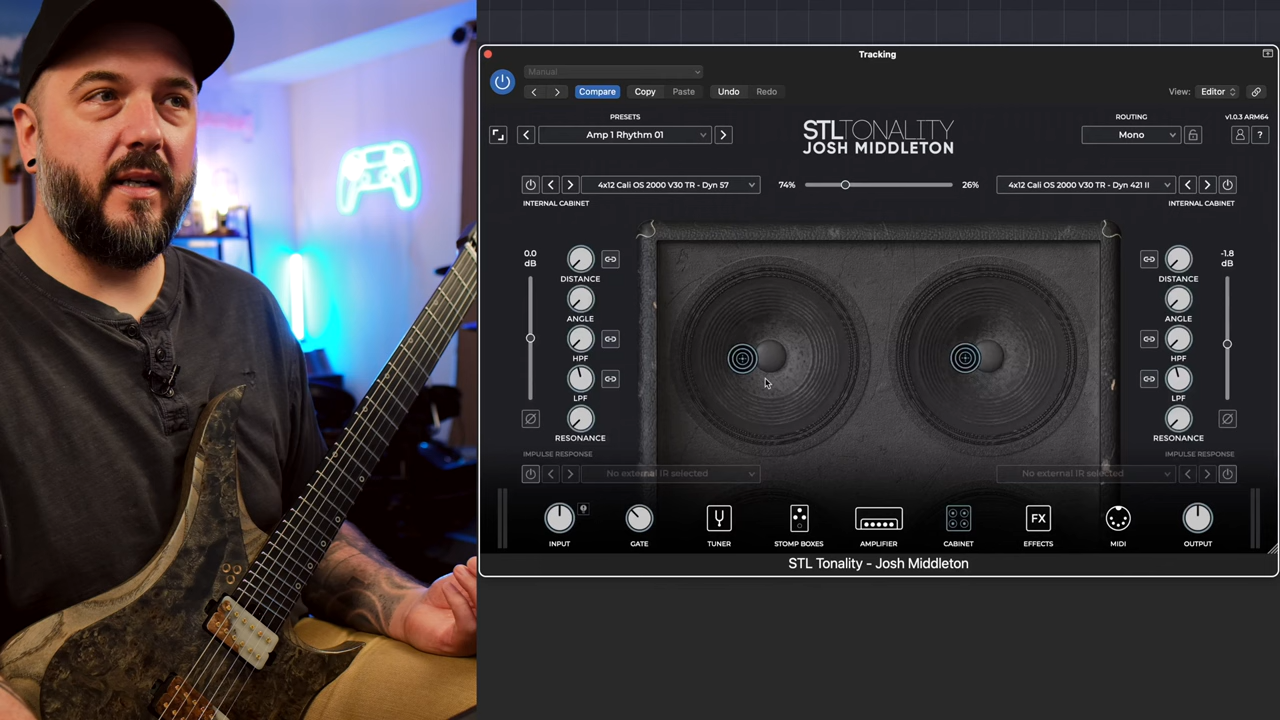 Tracking
Manual
Compare
Copy
Paste
Undo
Redo
View:
Editor
PRESETS
Amp 1 Rhythm 01
STL TONALITY
JOSH MIDDLETON
ROUTING
Mono
v1.0.3 ARM64
?
4x12 Cali OS 2000 V30 TR - Dyn 57
74%
26%
4x12 Cali OS 2000 V30 TR - Dyn 421 II
INTERNAL CABINET
INTERNAL CABINET
0.0
dB
DISTANCE
ANGLE
HPF
LPF
RESONANCE
-1.8
dB
DISTANCE
ANGLE
HPF
LPF
RESONANCE
IMPULSE RESPONSE
No external IR selected
IMPULSE RESPONSE
No external IR selected
FX
INPUT
GATE
TUNER
STOMP BOXES
AMPLIFIER
CABINET
EFFECTS
MIDI
OUTPUT
STL Tonality - Josh Middleton